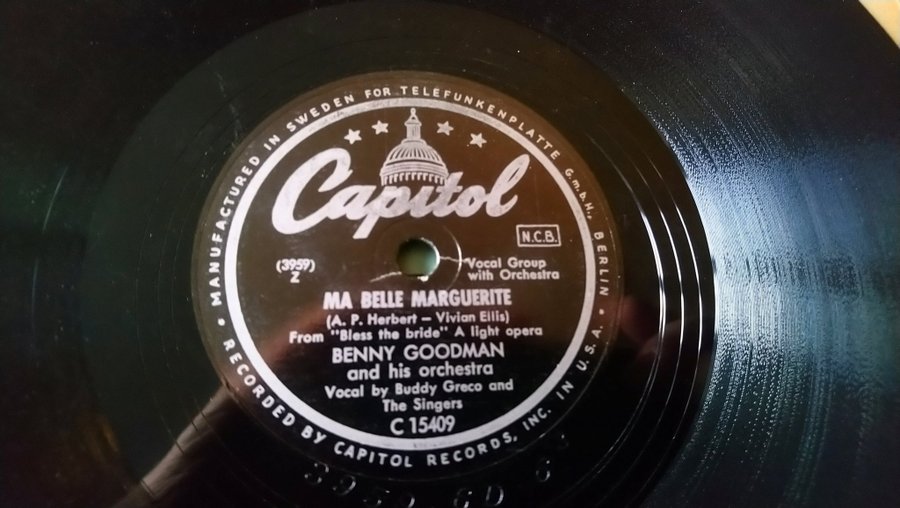 MANUFACTURED IN SWEDEN FOR TELEFUNKENPLATTE G.m.b.H., BERLIN
Capitol
N.C.B.
(3959)
Z
Vocal Group
with Orchestra
MA BELLE MARGUERITE
(A. P. Herbert – Vivian Ellis)
From "Bless the bride" A light opera
BENNY GOODMAN
and his orchestra
Vocal by Buddy Greco and
The Singers
C 15409
• RECORDED BY CAPITOL RECORDS, INC. IN U.S.A. •